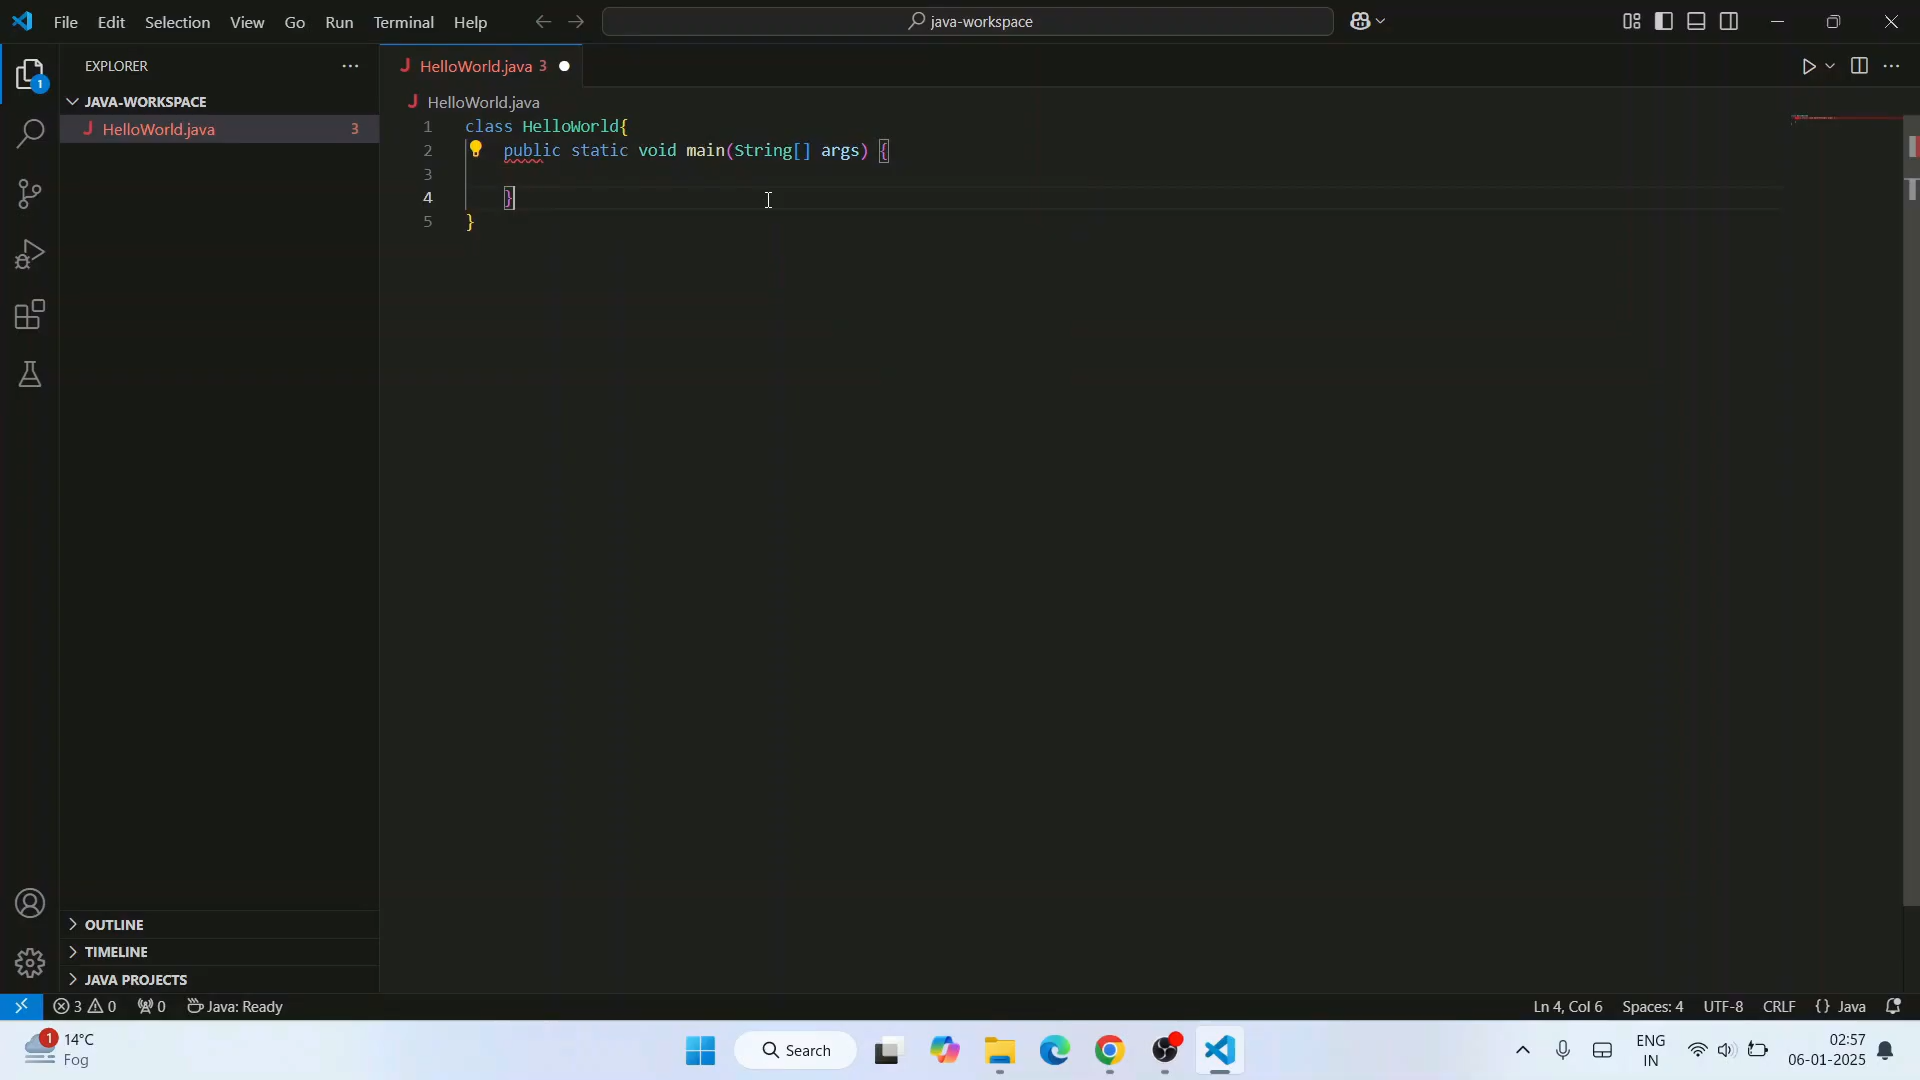 File Edit Selection View Go Run Terminal Help
java-workspace
EXPLORER
JAVA-WORKSPACE
J HelloWorld.java 3
1
J HelloWorld.java 3
J HelloWorld.java
1 class HelloWorld{
2 public static void main(String[] args) {
3
4 }
5 }
OUTLINE
TIMELINE
JAVA PROJECTS
3 0 0 Java: Ready
Ln 4, Col 6 Spaces: 4 UTF-8 CRLF {} Java
1 14°C
Fog
Search
ENG
IN
02:57
06-01-2025